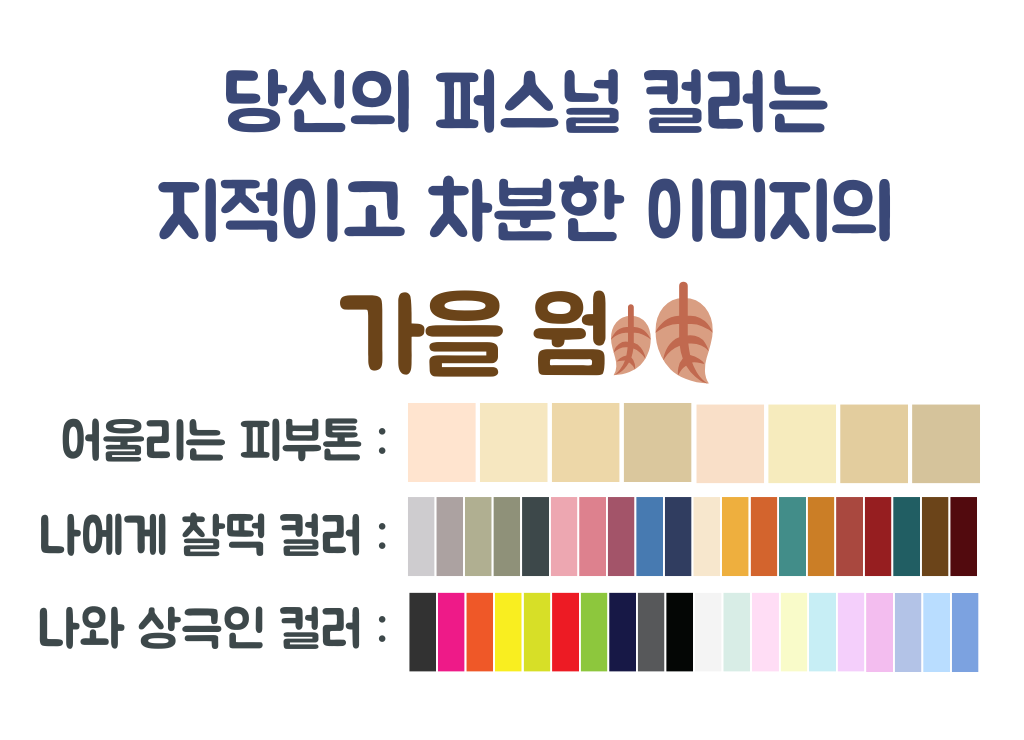 당신의 퍼스널 컬러는
지적이고 차분한 이미지의
가을 웜
어울리는 피부톤 :
나에게 찰떡 컬러 :
나와 상극인 컬러 :